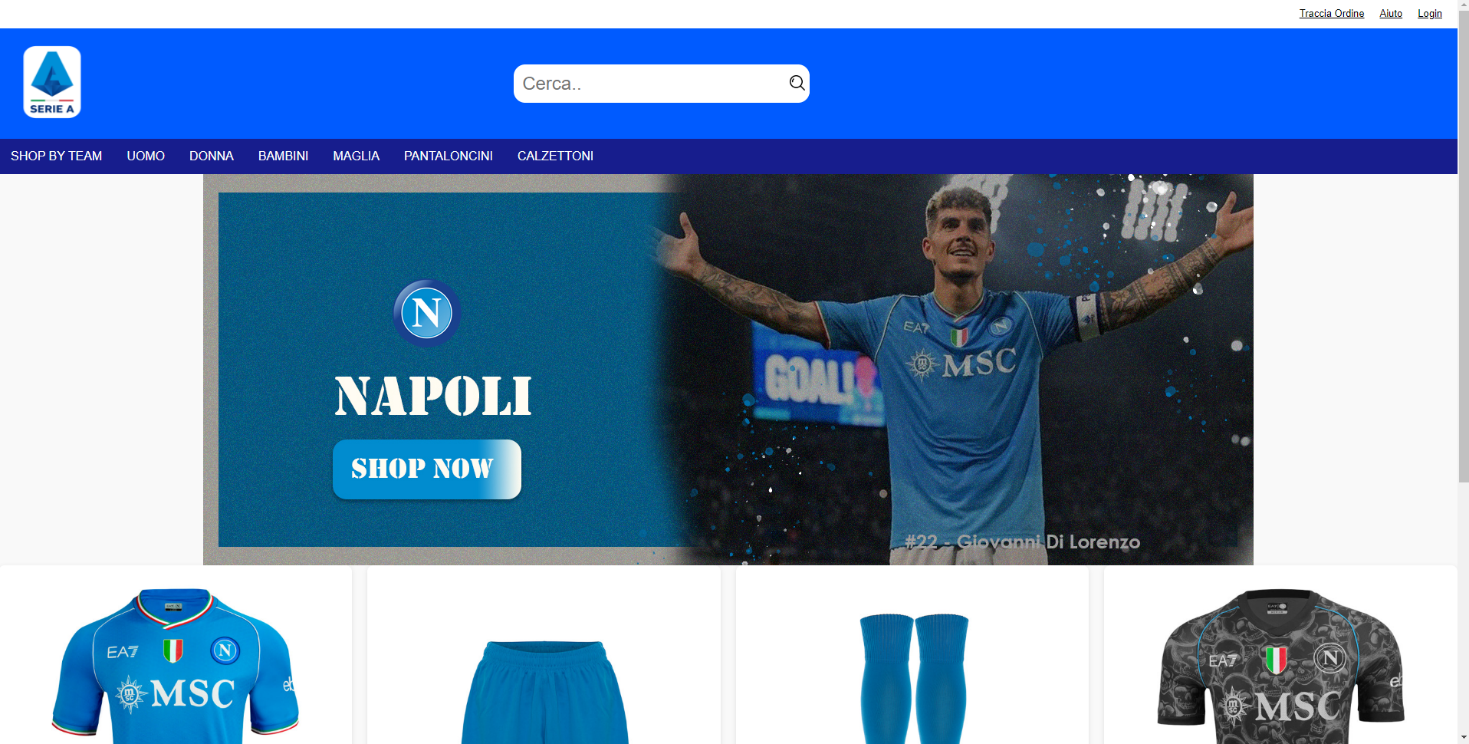 Traccia Ordine Aiuto Login
SERIE A
Cerca..
SHOP BY TEAM UOMO DONNA BAMBINI MAGLIA PANTALONCINI CALZETTONI
N
NAPOLI
SHOP NOW
GOAL!
EA7 N
MSC
#22 - Giovanni Di Lorenzo
EA7 N
MSC
EA7 N
MSC